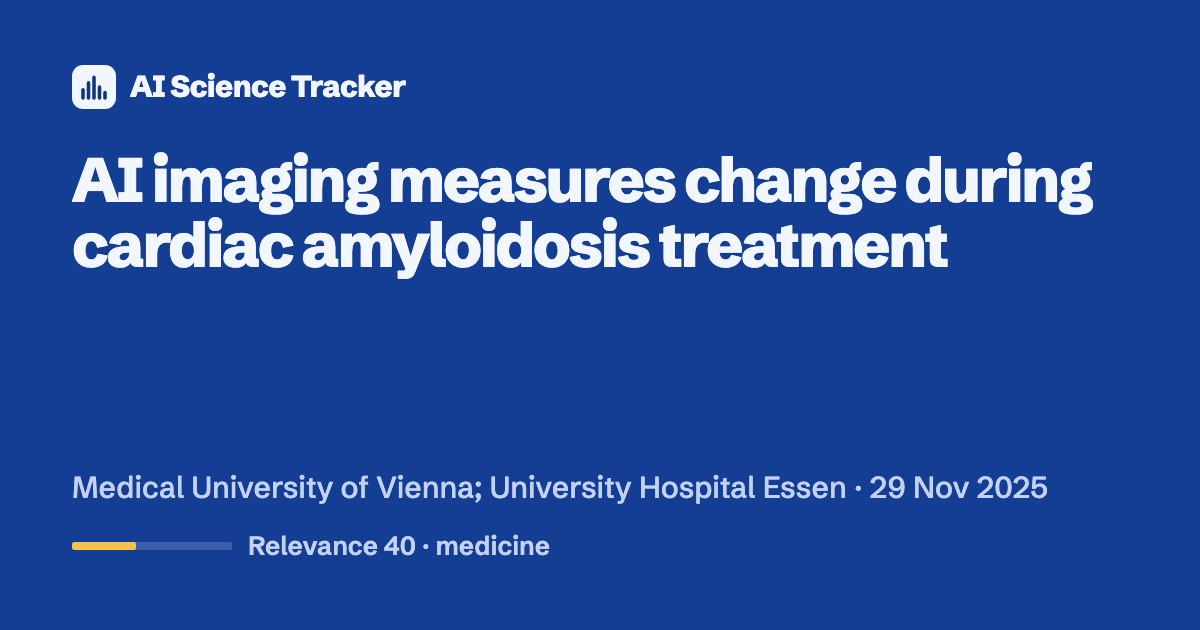 AI Science Tracker
AI imaging measures change during
cardiac amyloidosis treatment
Medical University of Vienna; University Hospital Essen · 29 Nov 2025
Relevance 40 · medicine